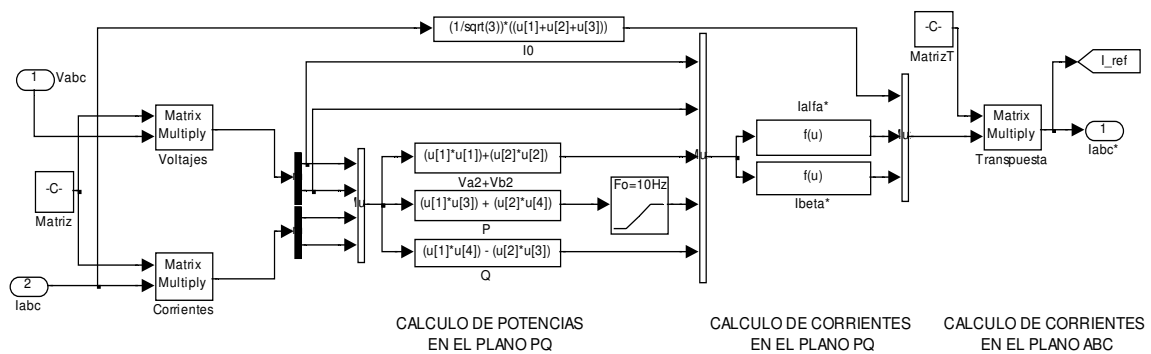 (1/sqrt(3))*((u[1]+u[2]+u[3]))
I0
-C-
MatrizT
I_ref
1
Vabc
Matrix
Multiply
Voltajes
-C-
Matriz
2
Iabc
Matrix
Multiply
Corrientes
(u[1]*u[1])+(u[2]*u[2])
Va2+Vb2
(u[1]*u[3]) + (u[2]*u[4])
P
(u[1]*u[4]) - (u[2]*u[3])
Q
Fo=10Hz
Ialfa*
f(u)
f(u)
Ibeta*
Matrix
Multiply
Transpuesta
1
Iabc*
CALCULO DE POTENCIAS
EN EL PLANO PQ
CALCULO DE CORRIENTES
EN EL PLANO PQ
CALCULO DE CORRIENTES
EN EL PLANO ABC